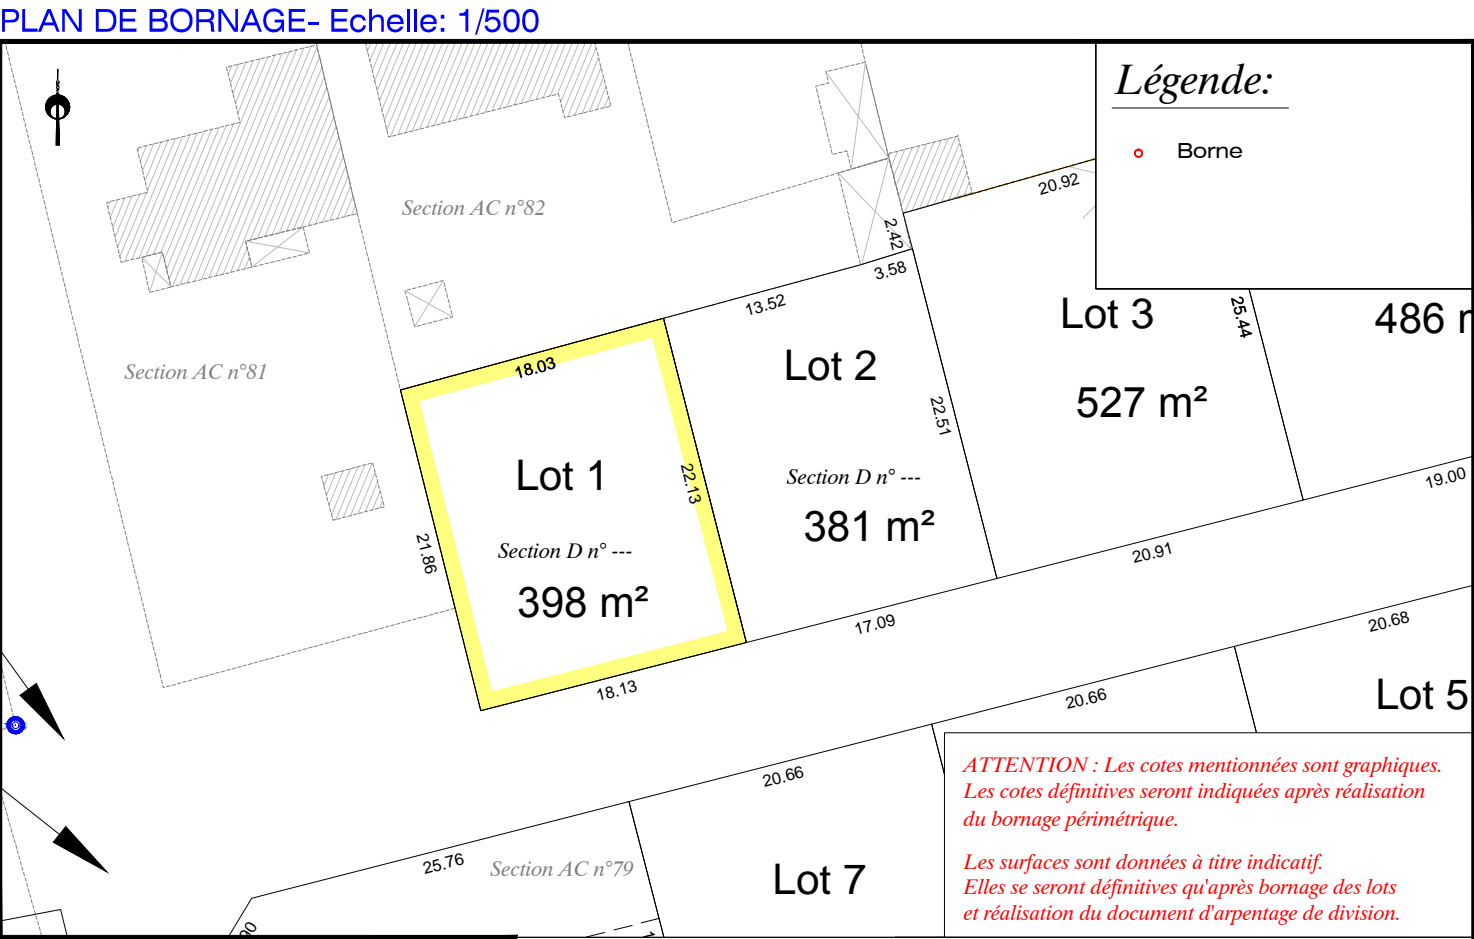 PLAN DE BORNAGE- Echelle: 1/500
Légende:
Borne
20.92
Section AC n°82
2.42
3.58
13.52
Lot 3
25.44
486
Section AC n°81
18.03
Lot 2
527 m²
22.51
Lot 1
22.13
Section D n° ---
381 m²
19.00
21.86
Section D n° ---
398 m²
20.91
17.09
20.68
18.13
20.66
Lot 5
20.66
ATTENTION : Les cotes mentionnées sont graphiques.
Les cotes définitives seront indiquées après réalisation
du bornage périmétrique.
Les surfaces sont données à titre indicatif.
Elles se seront définitives qu'après bornage des lots
et réalisation du document d'arpentage de division.
25.76
Section AC n°79
Lot 7